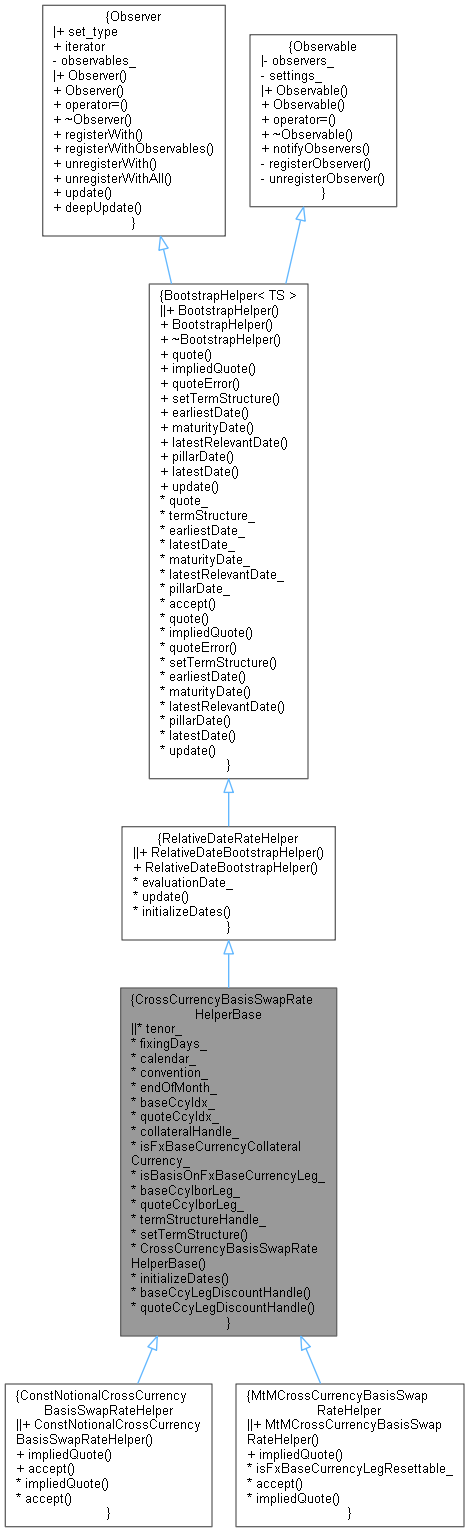 {Observer
|+ set_type
+ iterator
- observables_
|+ Observer()
+ Observer()
+ operator=()
+ ~Observer()
+ registerWith()
+ registerWithObservables()
+ unregisterWith()
+ unregisterWithAll()
+ update()
+ deepUpdate()
}
{Observable
|- observers_
- settings_
|+ Observable()
+ Observable()
+ operator=()
+ ~Observable()
+ notifyObservers()
- registerObserver()
- unregisterObserver()
}
{BootstrapHelper< TS >
||+ BootstrapHelper()
+ BootstrapHelper()
+ ~BootstrapHelper()
+ quote()
+ impliedQuote()
+ quoteError()
+ setTermStructure()
+ earliestDate()
+ maturityDate()
+ latestRelevantDate()
+ pillarDate()
+ latestDate()
+ update()
* quote_
* termStructure_
* earliestDate_
* latestDate_
* maturityDate_
* latestRelevantDate_
* pillarDate_
* accept()
* quote()
* impliedQuote()
* quoteError()
* setTermStructure()
* earliestDate()
* maturityDate()
* latestRelevantDate()
* pillarDate()
* latestDate()
* update()
}
{RelativeDateRateHelper
||+ RelativeDateBootstrapHelper()
+ RelativeDateBootstrapHelper()
* evaluationDate_
* update()
* initializeDates()
}
{CrossCurrencyBasisSwapRate
HelperBase
||* tenor_
* fixingDays_
* calendar_
* convention_
* endOfMonth_
* baseCcyIdx_
* quoteCcyIdx_
* collateralHandle_
* isFxBaseCurrencyCollateral
Currency_
* isBasisOnFxBaseCurrencyLeg_
* baseCcyIborLeg_
* quoteCcyIborLeg_
* termStructureHandle_
* setTermStructure()
* CrossCurrencyBasisSwapRate
HelperBase()
* initializeDates()
* baseCcyLegDiscountHandle()
* quoteCcyLegDiscountHandle()
}
{ConstNotionalCrossCurrency
BasisSwapRateHelper
||+ ConstNotionalCrossCurrency
BasisSwapRateHelper()
+ impliedQuote()
+ accept()
* impliedQuote()
* accept()
}
{MtMCrossCurrencyBasisSwap
RateHelper
||+ MtMCrossCurrencyBasisSwap
RateHelper()
+ impliedQuote()
* isFxBaseCurrencyLegResettable_
* accept()
* impliedQuote()
}